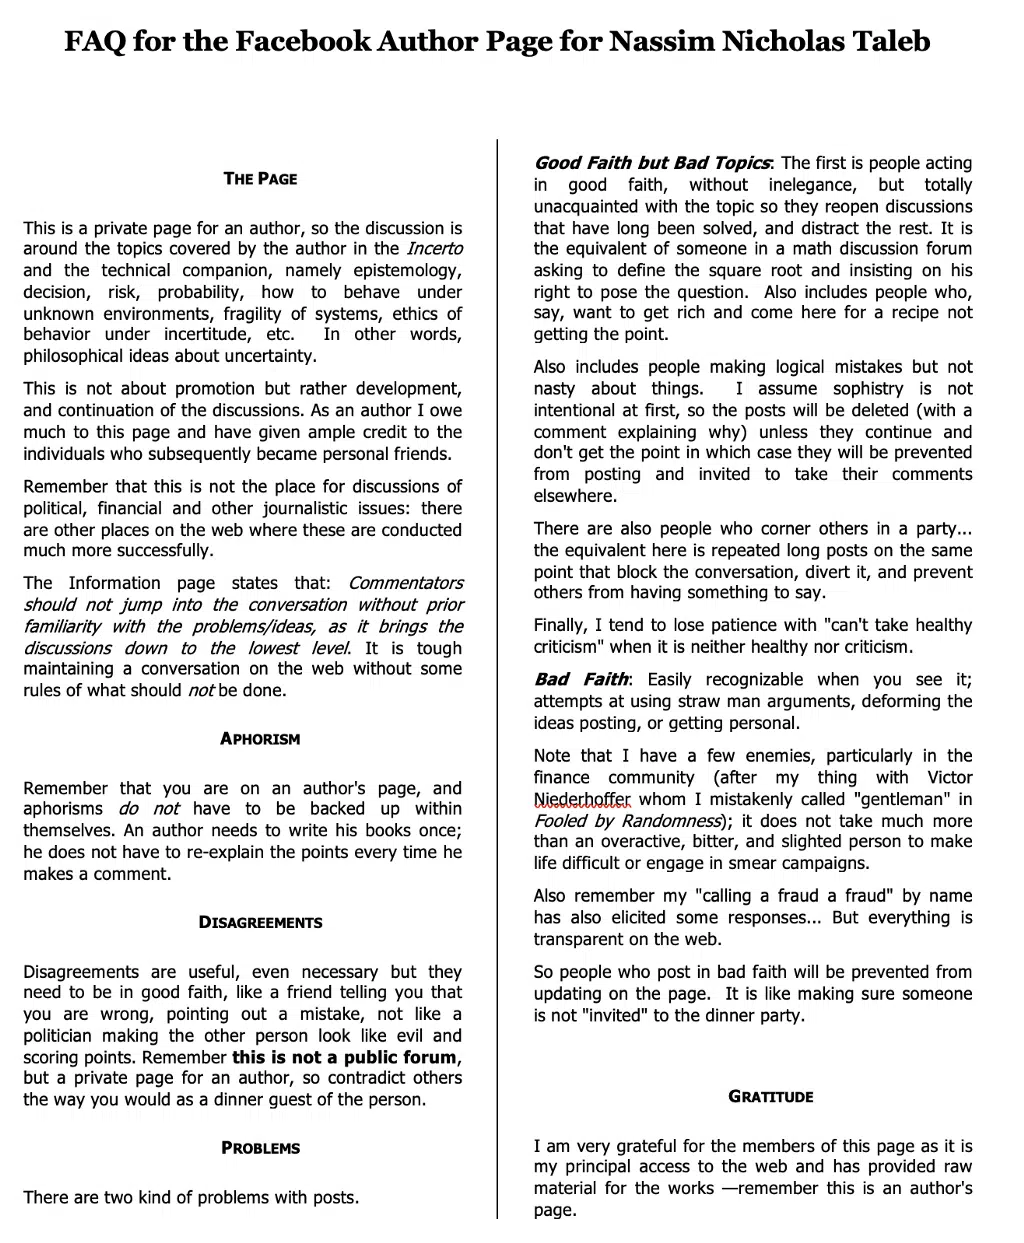 FAQ for the Facebook Author Page for Nassim Nicholas Taleb
THE PAGE
This is a private page for an author, so the discussion is
around the topics covered by the author in the Incerto
and the technical companion, namely epistemology,
decision, risk, probability, how to behave under
unknown environments, fragility of systems, ethics of
behavior under incertitude, etc. In other words,
philosophical ideas about uncertainty.
This is not about promotion but rather development,
and continuation of the discussions. As an author I owe
much to this page and have given ample credit to the
individuals who subsequently became personal friends.
Remember that this is not the place for discussions of
political, financial and other journalistic issues: there
are other places on the web where these are conducted
much more successfully.
The Information page states that: Commentators
should not jump into the conversation without prior
familiarity with the problems/ideas, as it brings the
discussions down to the lowest level. It is tough
maintaining a conversation on the web without some
rules of what should not be done.
APHORISM
Remember that you are on an author's page, and
aphorisms do not have to be backed up within
themselves. An author needs to write his books once;
he does not have to re-explain the points every time he
makes a comment.
DISAGREEMENTS
Disagreements are useful, even necessary but they
need to be in good faith, like a friend telling you that
you are wrong, pointing out a mistake, not like a
politician making the other person look like evil and
scoring points. Remember this is not a public forum,
but a private page for an author, so contradict others
the way you would as a dinner guest of the person.
PROBLEMS
There are two kind of problems with posts.
Good Faith but Bad Topics: The first is people acting
in good faith, without inelegance, but totally
unacquainted with the topic so they reopen discussions
that have long been solved, and distract the rest. It is
the equivalent of someone in a math discussion forum
asking to define the square root and insisting on his
right to pose the question. Also includes people who,
say, want to get rich and come here for a recipe not
getting the point.
Also includes people making logical mistakes but not
nasty about things. I assume sophistry is not
intentional at first, so the posts will be deleted (with a
comment explaining why) unless they continue and
don't get the point in which case they will be prevented
from posting and invited to take their comments
elsewhere.
There are also people who corner others in a party...
the equivalent here is repeated long posts on the same
point that block the conversation, divert it, and prevent
others from having something to say.
Finally, I tend to lose patience with "can't take healthy
criticism" when it is neither healthy nor criticism.
Bad Faith: Easily recognizable when you see it;
attempts at using straw man arguments, deforming the
ideas posting, or getting personal.
Note that I have a few enemies, particularly in the
finance community (after my thing with Victor
Niederhoffer whom I mistakenly called "gentleman" in
Fooled by Randomness); it does not take much more
than an overactive, bitter, and slighted person to make
life difficult or engage in smear campaigns.
Also remember my "calling a fraud a fraud" by name
has also elicited some responses... But everything is
transparent on the web.
So people who post in bad faith will be prevented from
updating on the page. It is like making sure someone
is not "invited" to the dinner party.
GRATITUDE
I am very grateful for the members of this page as it is
my principal access to the web and has provided raw
material for the works —remember this is an author's
page.